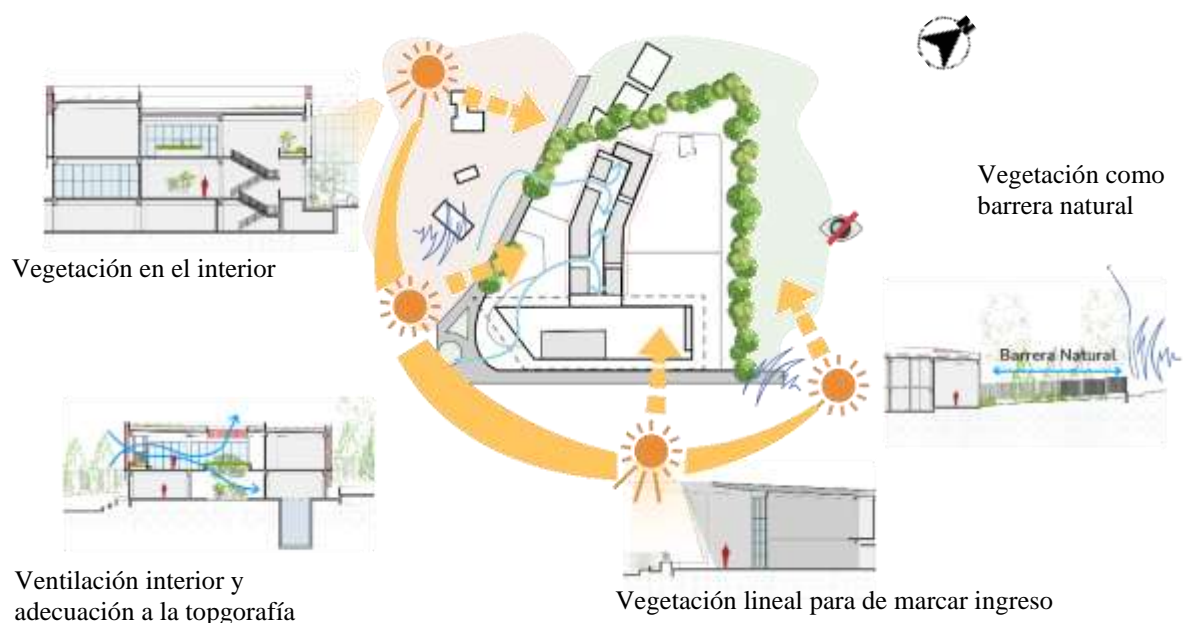 N
Vegetación en el interior
Vegetación como
barrera natural
Barrera Natural
Ventilación interior y
adecuación a la topgorafía
Vegetación lineal para de marcar ingreso